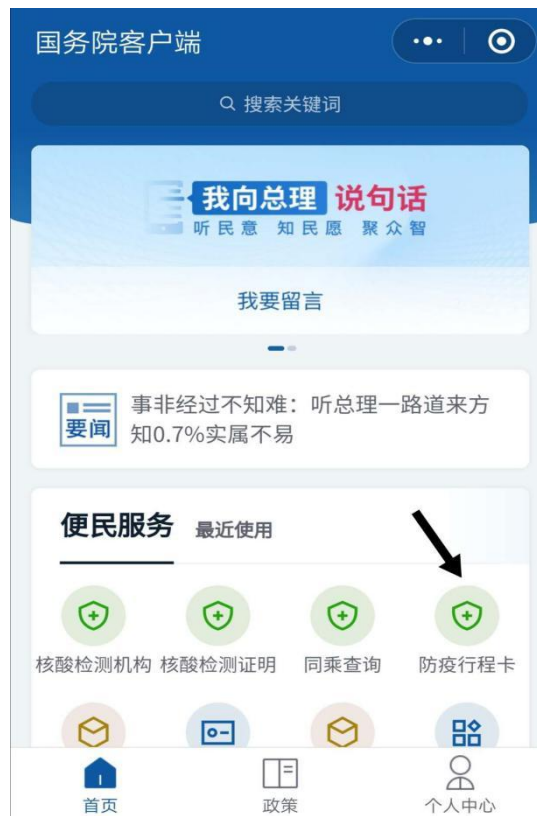 国务院客户端
搜索关键词
我向总理 说句话
听民意 知民愿 聚众智
我要留言
要闻
事非经过不知难：听总理一路道来方
知0.7%实属不易
便民服务 最近使用
核酸检测机构 核酸检测证明 同乘查询 防疫行程卡
首页 政策 个人中心